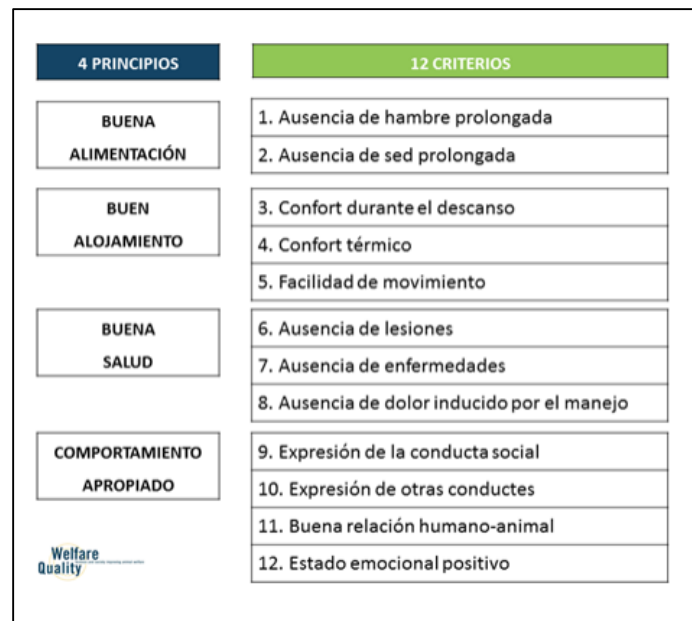 4 PRINCIPIOS
12 CRITERIOS
BUENA
ALIMENTACIÓN
1. Ausencia de hambre prolongada
2. Ausencia de sed prolongada
BUEN
ALOJAMIENTO
3. Confort durante el descanso
4. Confort térmico
5. Facilidad de movimiento
BUENA
SALUD
6. Ausencia de lesiones
7. Ausencia de enfermedades
8. Ausencia de dolor inducido por el manejo
COMPORTAMIENTO
APROPIADO
9. Expresión de la conducta social
10. Expresión de otras conductes
11. Buena relación humano-animal
12. Estado emocional positivo
Welfare
Quality